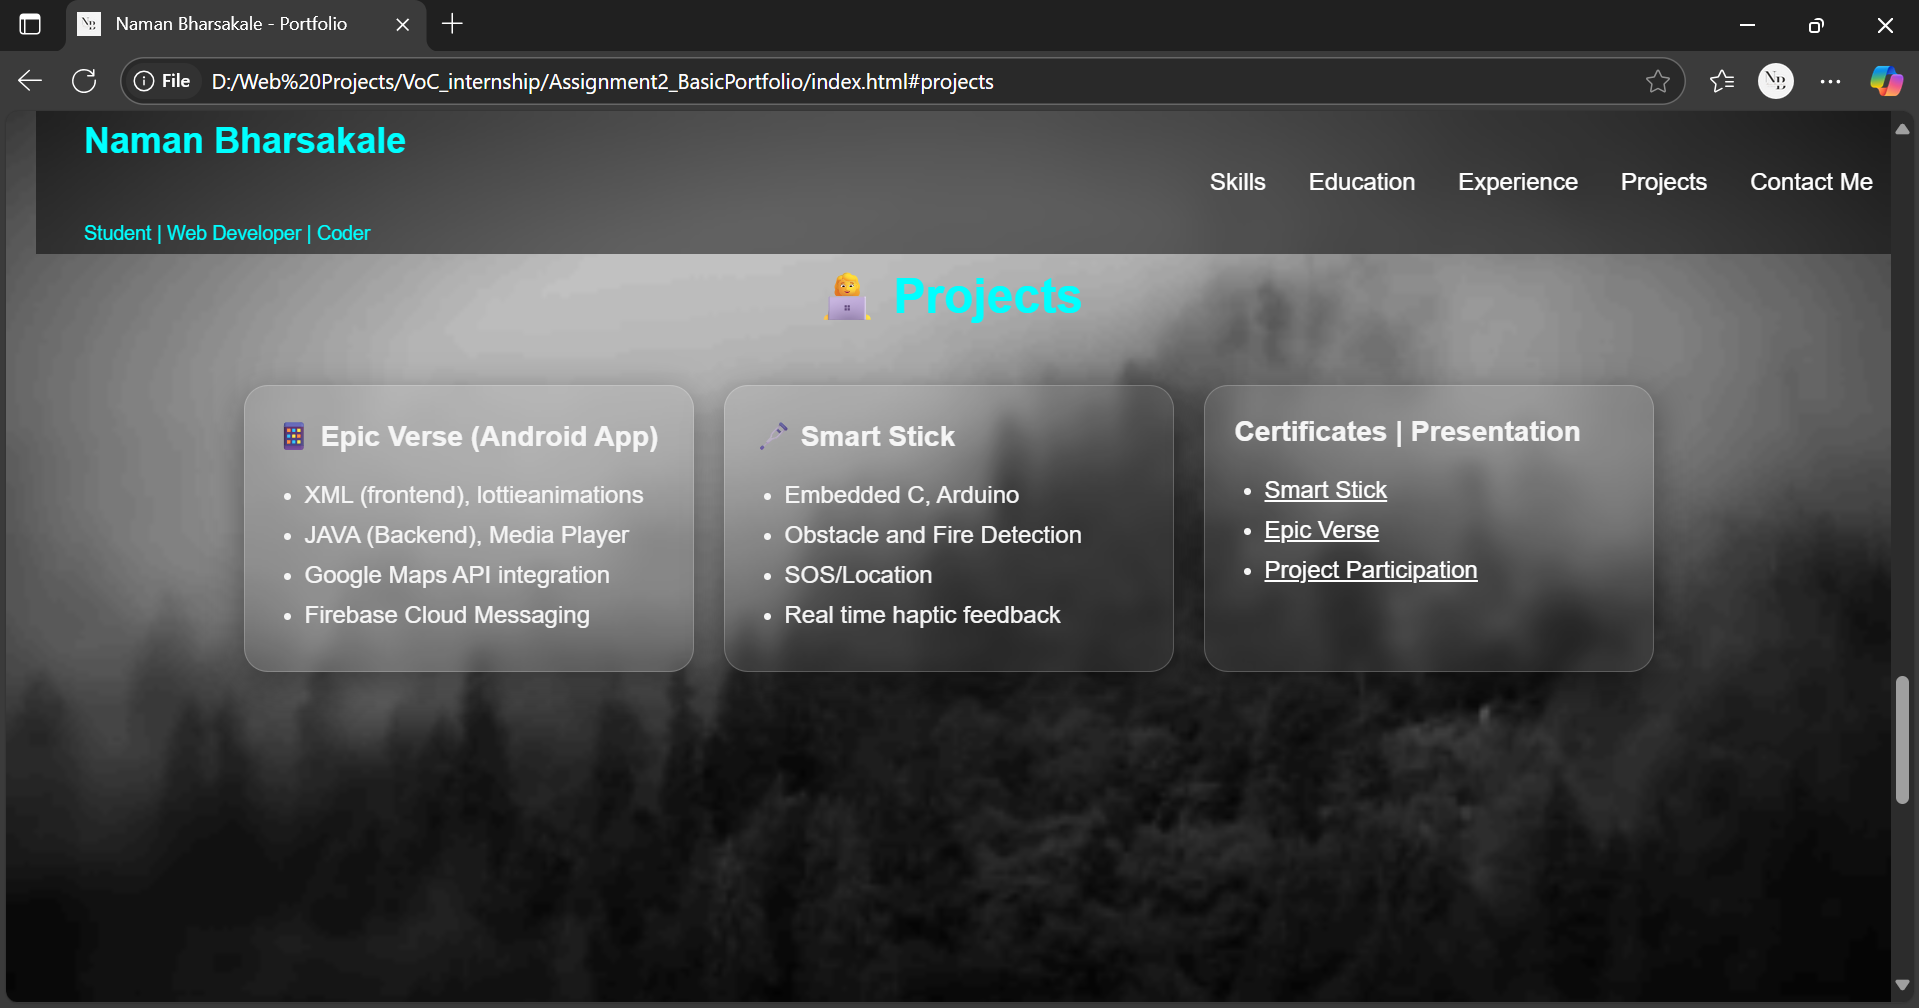 Naman Bharsakale - Portfolio
File D:/Web%20Projects/VoC_internship/Assignment2_BasicPortfolio/index.html#projects
NB
Naman Bharsakale
Skills Education Experience Projects Contact Me
Student | Web Developer | Coder
Projects
Epic Verse (Android App)
XML (frontend), lottieanimations
JAVA (Backend), Media Player
Google Maps API integration
Firebase Cloud Messaging
Smart Stick
Embedded C, Arduino
Obstacle and Fire Detection
SOS/Location
Real time haptic feedback
Certificates | Presentation
Smart Stick
Epic Verse
Project Participation